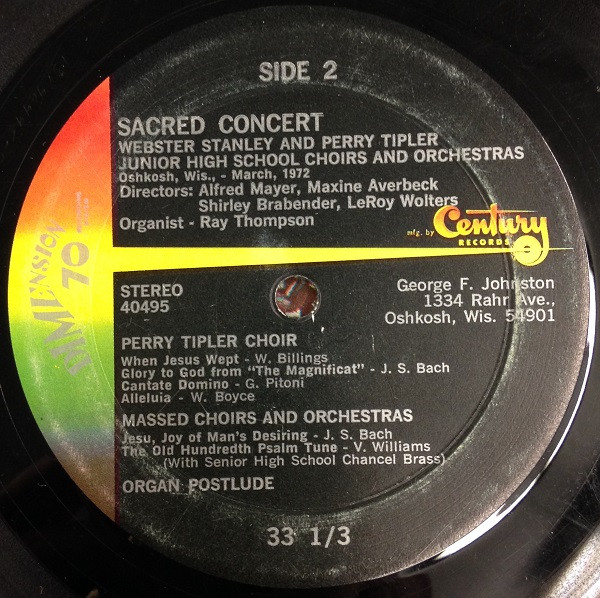 SIDE 2
SACRED CONCERT
WEBSTER STANLEY AND PERRY TIPLER
JUNIOR HIGH SCHOOL CHOIRS AND ORCHESTRAS
Oshkosh, Wis., - March, 1972
Directors: Alfred Mayer, Maxine Averbeck
Shirley Brabender, LeRoy Wolters
Organist - Ray Thompson
mfg. by Century
RECORDS
DIMENSION
70
STEREO
40495
George F. Johnston
1334 Rahr Ave.,
Oshkosh, Wis. 54901
PERRY TIPLER CHOIR
When Jesus Wept - W. Billings
Glory to God from "The Magnificat" - J. S. Bach
Cantate Domino - G. Pitoni
Alleluia - W. Boyce
MASSED CHOIRS AND ORCHESTRAS
Jesu, Joy of Man's Desiring - J. S. Bach
The Old Hundredth Psalm Tune - V. Williams
(With Senior High School Chancel Brass)
ORGAN POSTLUDE
33 1/3